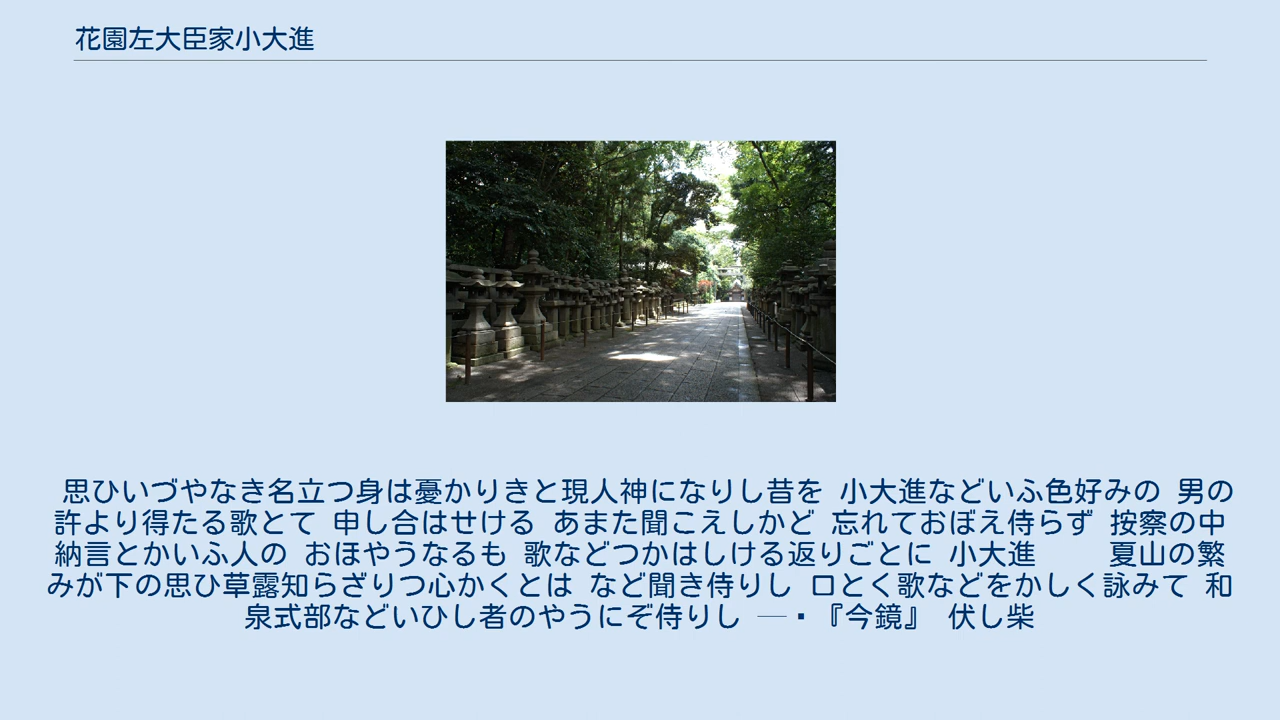 花園左大臣家小大進
思ひいづやなき名立つ身は憂かりきと現人神になりし昔を 小大進などいふ色好みの 男の
許より得たる歌とて 申し合はせける あまた聞こえしかど 忘れておぼえ侍らず 按察の中
納言とかいふ人の おほやうなるも 歌などつかはしける返りごとに 小大進 夏山の繁
みが下の思ひ草露知らざりつ心かくとは など聞き侍りし 口とく歌などをかしく詠みて 和
泉式部などいひし者のやうにぞ侍りし ─▪『今鏡』 伏し柴